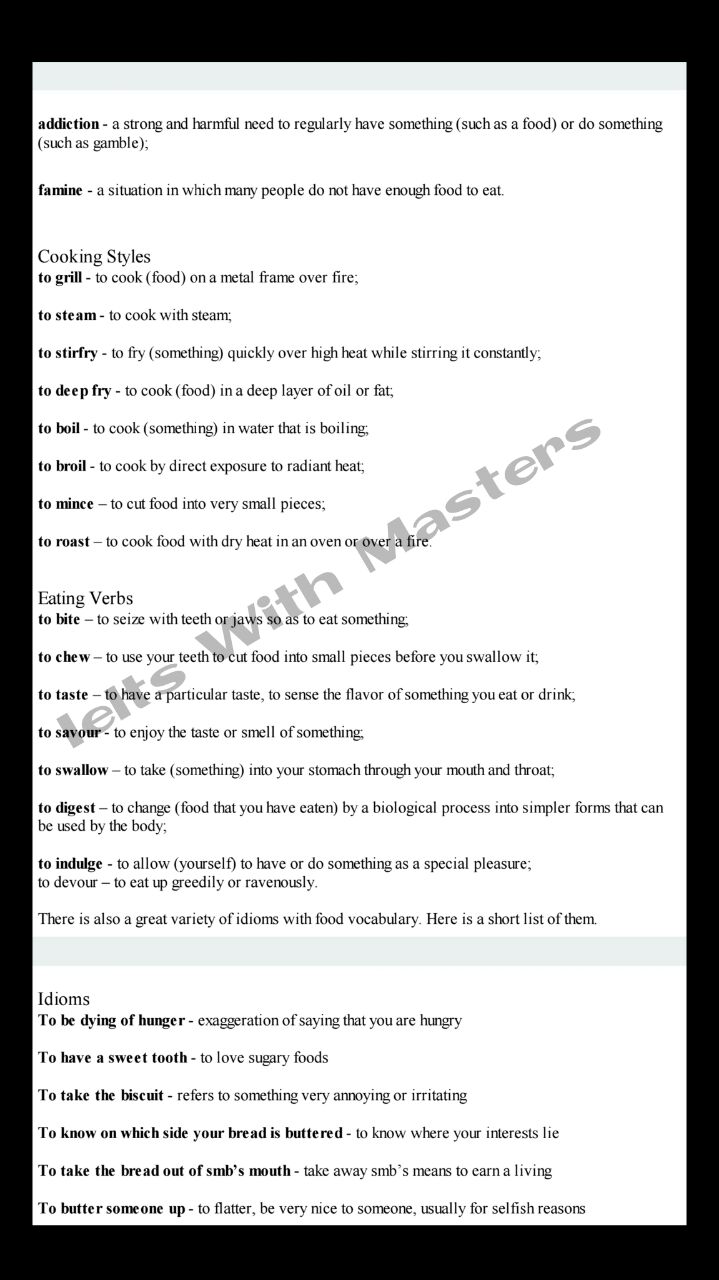 addiction - a strong and harmful need to regularly have something (such as a food) or do something
(such as gamble);
famine - a situation in which many people do not have enough food to eat.
Cooking Styles
to grill - to cook (food) on a metal frame over fire;
to steam - to cook with steam;
to stirfry - to fry (something) quickly over high heat while stirring it constantly;
to deep fry - to cook (food) in a deep layer of oil or fat;
to boil - to cook (something) in water that is boiling;
to broil - to cook by direct exposure to radiant heat;
to mince – to cut food into very small pieces;
to roast – to cook food with dry heat in an oven or over a fire.
Eating Verbs
to bite – to seize with teeth or jaws so as to eat something;
to chew – to use your teeth to cut food into small pieces before you swallow it;
to taste – to have a particular taste, to sense the flavor of something you eat or drink;
to savour - to enjoy the taste or smell of something;
to swallow – to take (something) into your stomach through your mouth and throat;
to digest – to change (food that you have eaten) by a biological process into simpler forms that can
be used by the body;
to indulge - to allow (yourself) to have or do something as a special pleasure;
to devour – to eat up greedily or ravenously.
There is also a great variety of idioms with food vocabulary. Here is a short list of them.
Idioms
To be dying of hunger - exaggeration of saying that you are hungry
To have a sweet tooth - to love sugary foods
To take the biscuit - refers to something very annoying or irritating
To know on which side your bread is buttered - to know where your interests lie
To take the bread out of smb’s mouth - take away smb’s means to earn a living
To butter someone up - to flatter, be very nice to someone, usually for selfish reasons
Ielts With Masters